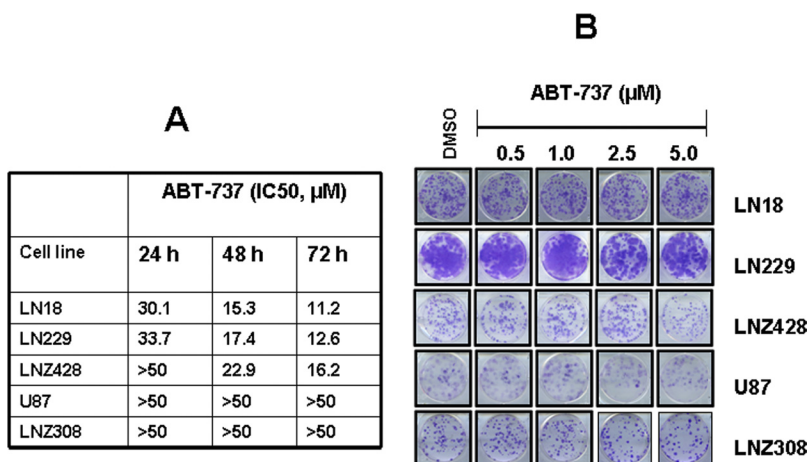 A
ABT-737 (IC50, µM)
Cell line 24 h 48 h 72 h
LN18 30.1 15.3 11.2
LN229 33.7 17.4 12.6
LNZ428 >50 22.9 16.2
U87 >50 >50 >50
LNZ308 >50 >50 >50
B
ABT-737 (µM)
DMSO 0.5 1.0 2.5 5.0
LN18
LN229
LNZ428
U87
LNZ308